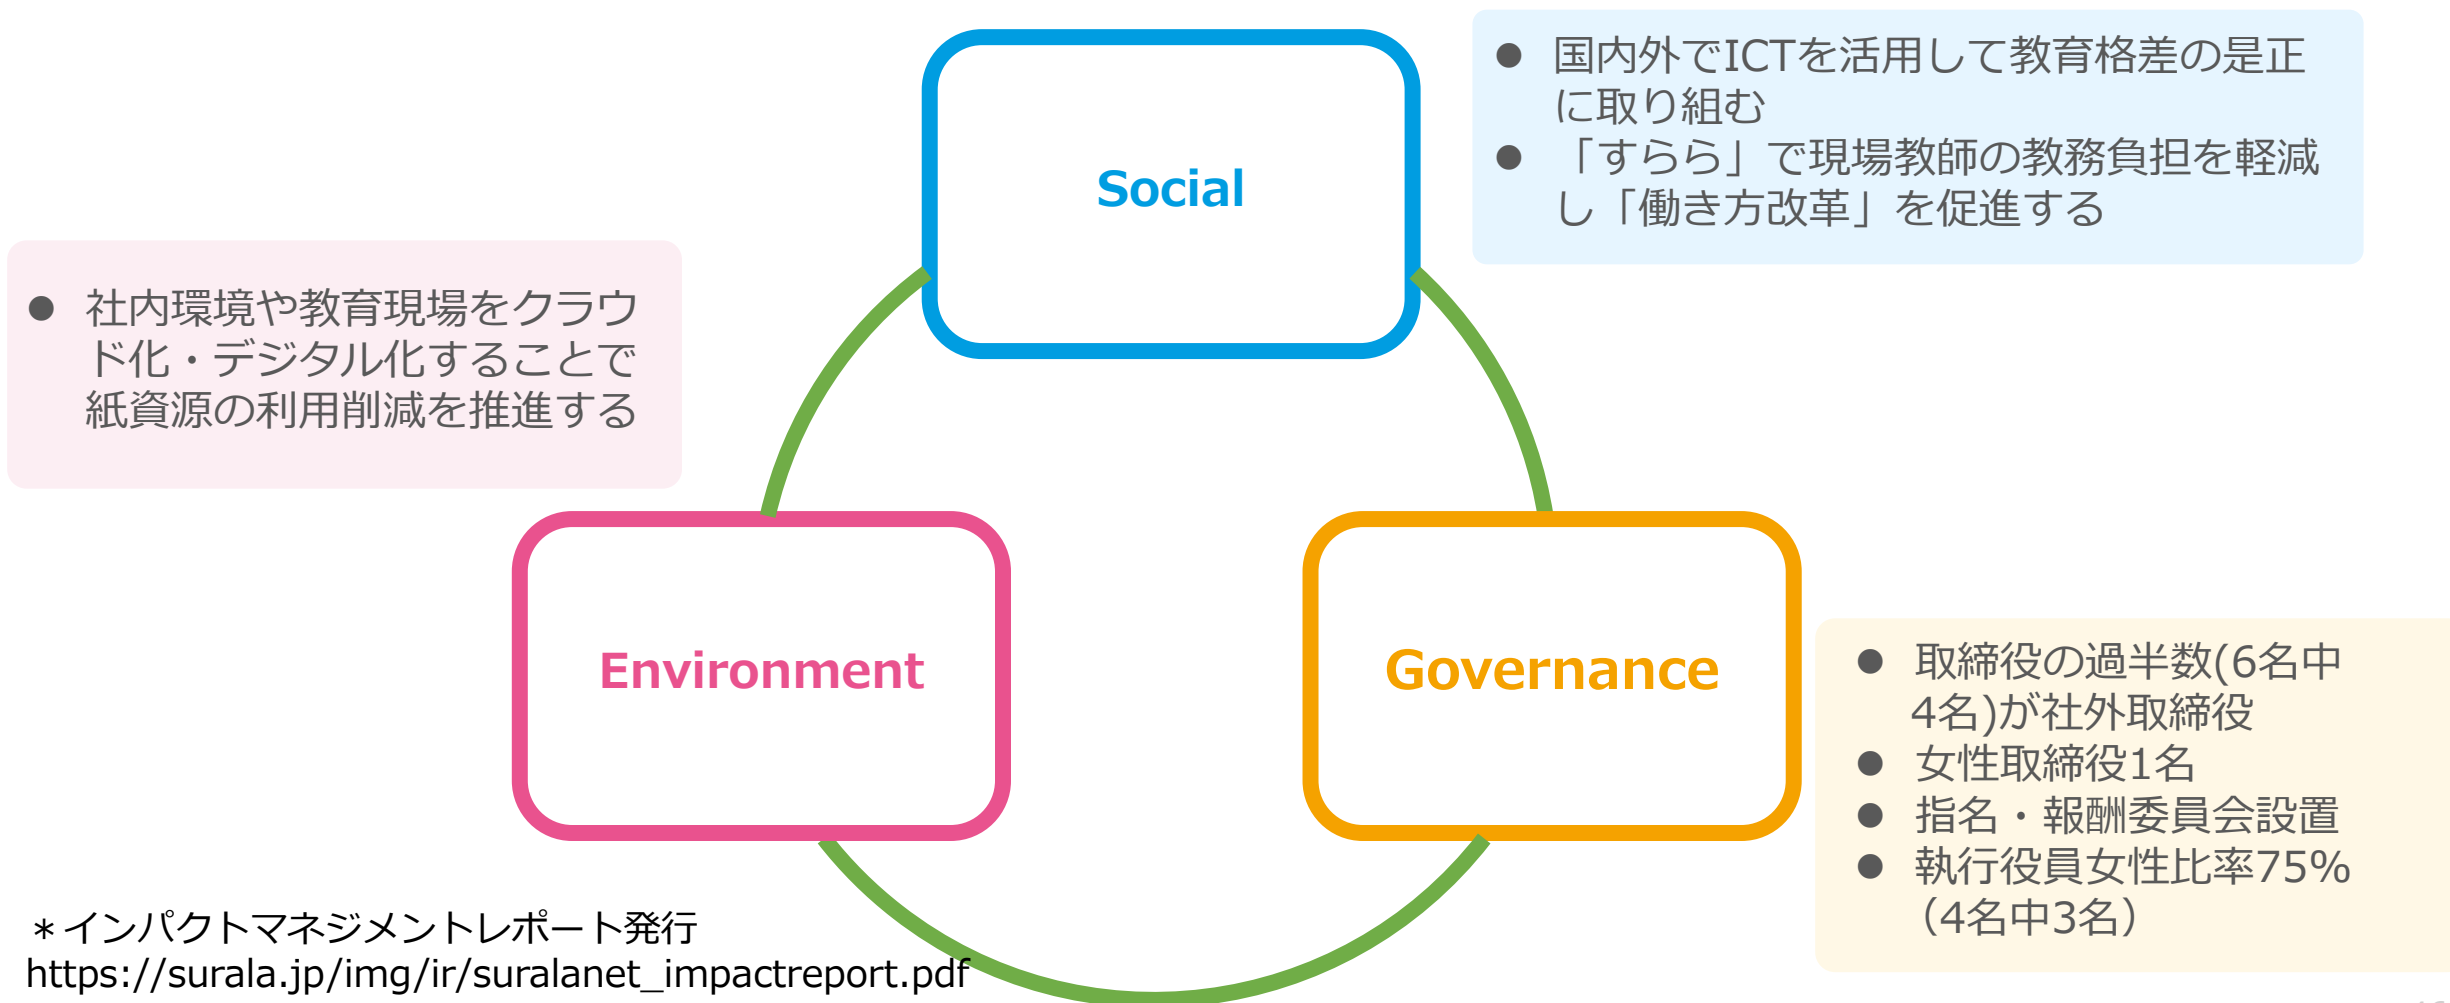 Social
● 国内外でICTを活用して教育格差の是正
に取り組む
● 「すらら」で現場教師の教務負担を軽減
し「働き方改革」を促進する
● 社内環境や教育現場をクラウ
ド化・デジタル化することで
紙資源の利用削減を推進する
Environment
Governance
● 取締役の過半数(6名中
4名)が社外取締役
● 女性取締役1名
● 指名・報酬委員会設置
● 執行役員女性比率75%
（4名中3名）
＊インパクトマネジメントレポート発行
https://surala.jp/img/ir/suralanet_impactreport.pdf